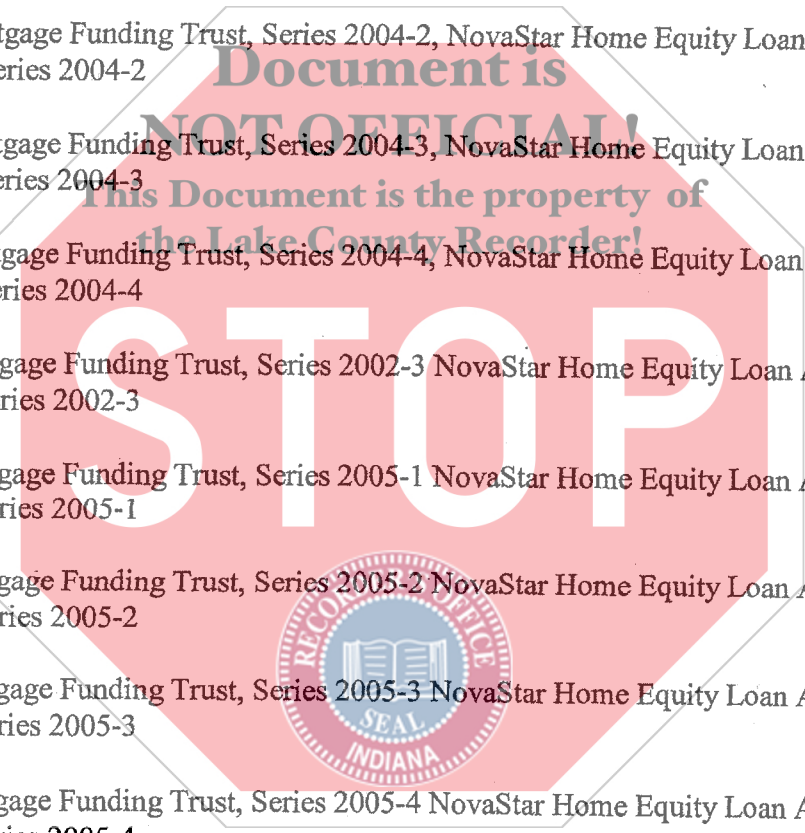 tgage Funding Trust, Series 2004-2, NovaStar Home Equity Loan
eries 2004-2
Document is
NOT OFFICIAL!
tgage Funding Trust, Series 2004-3, NovaStar Home Equity Loan
eries 2004-3
This Document is the property of
the Lake County Recorder!
gage Funding Trust, Series 2004-4, NovaStar Home Equity Loan
eries 2004-4
STOP
gage Funding Trust, Series 2002-3 NovaStar Home Equity Loan A
ries 2002-3
gage Funding Trust, Series 2005-1 NovaStar Home Equity Loan A
ries 2005-1
gage Funding Trust, Series 2005-2 NovaStar Home Equity Loan A
ries 2005-2
RECORDER'S OFFICE
SEAL
INDIANA
gage Funding Trust, Series 2005-3 NovaStar Home Equity Loan A
ries 2005-3
gage Funding Trust, Series 2005-4 NovaStar Home Equity Loan A
ries 2005-4